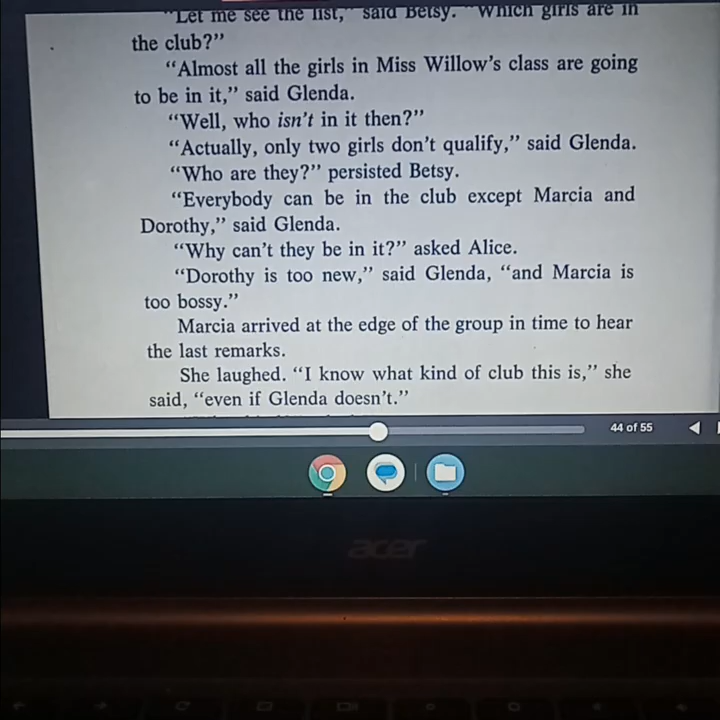 "Let me see the list," said Betsy. "Which girls are in
the club?"
"Almost all the girls in Miss Willow's class are going
to be in it," said Glenda.
"Well, who isn't in it then?"
"Actually, only two girls don't qualify," said Glenda.
"Who are they?" persisted Betsy.
"Everybody can be in the club except Marcia and
Dorothy," said Glenda.
"Why can't they be in it?" asked Alice.
"Dorothy is too new," said Glenda, "and Marcia is
too bossy."
Marcia arrived at the edge of the group in time to hear
the last remarks.
She laughed. "I know what kind of club this is," she
said, "even if Glenda doesn't."
44 of 55
acer